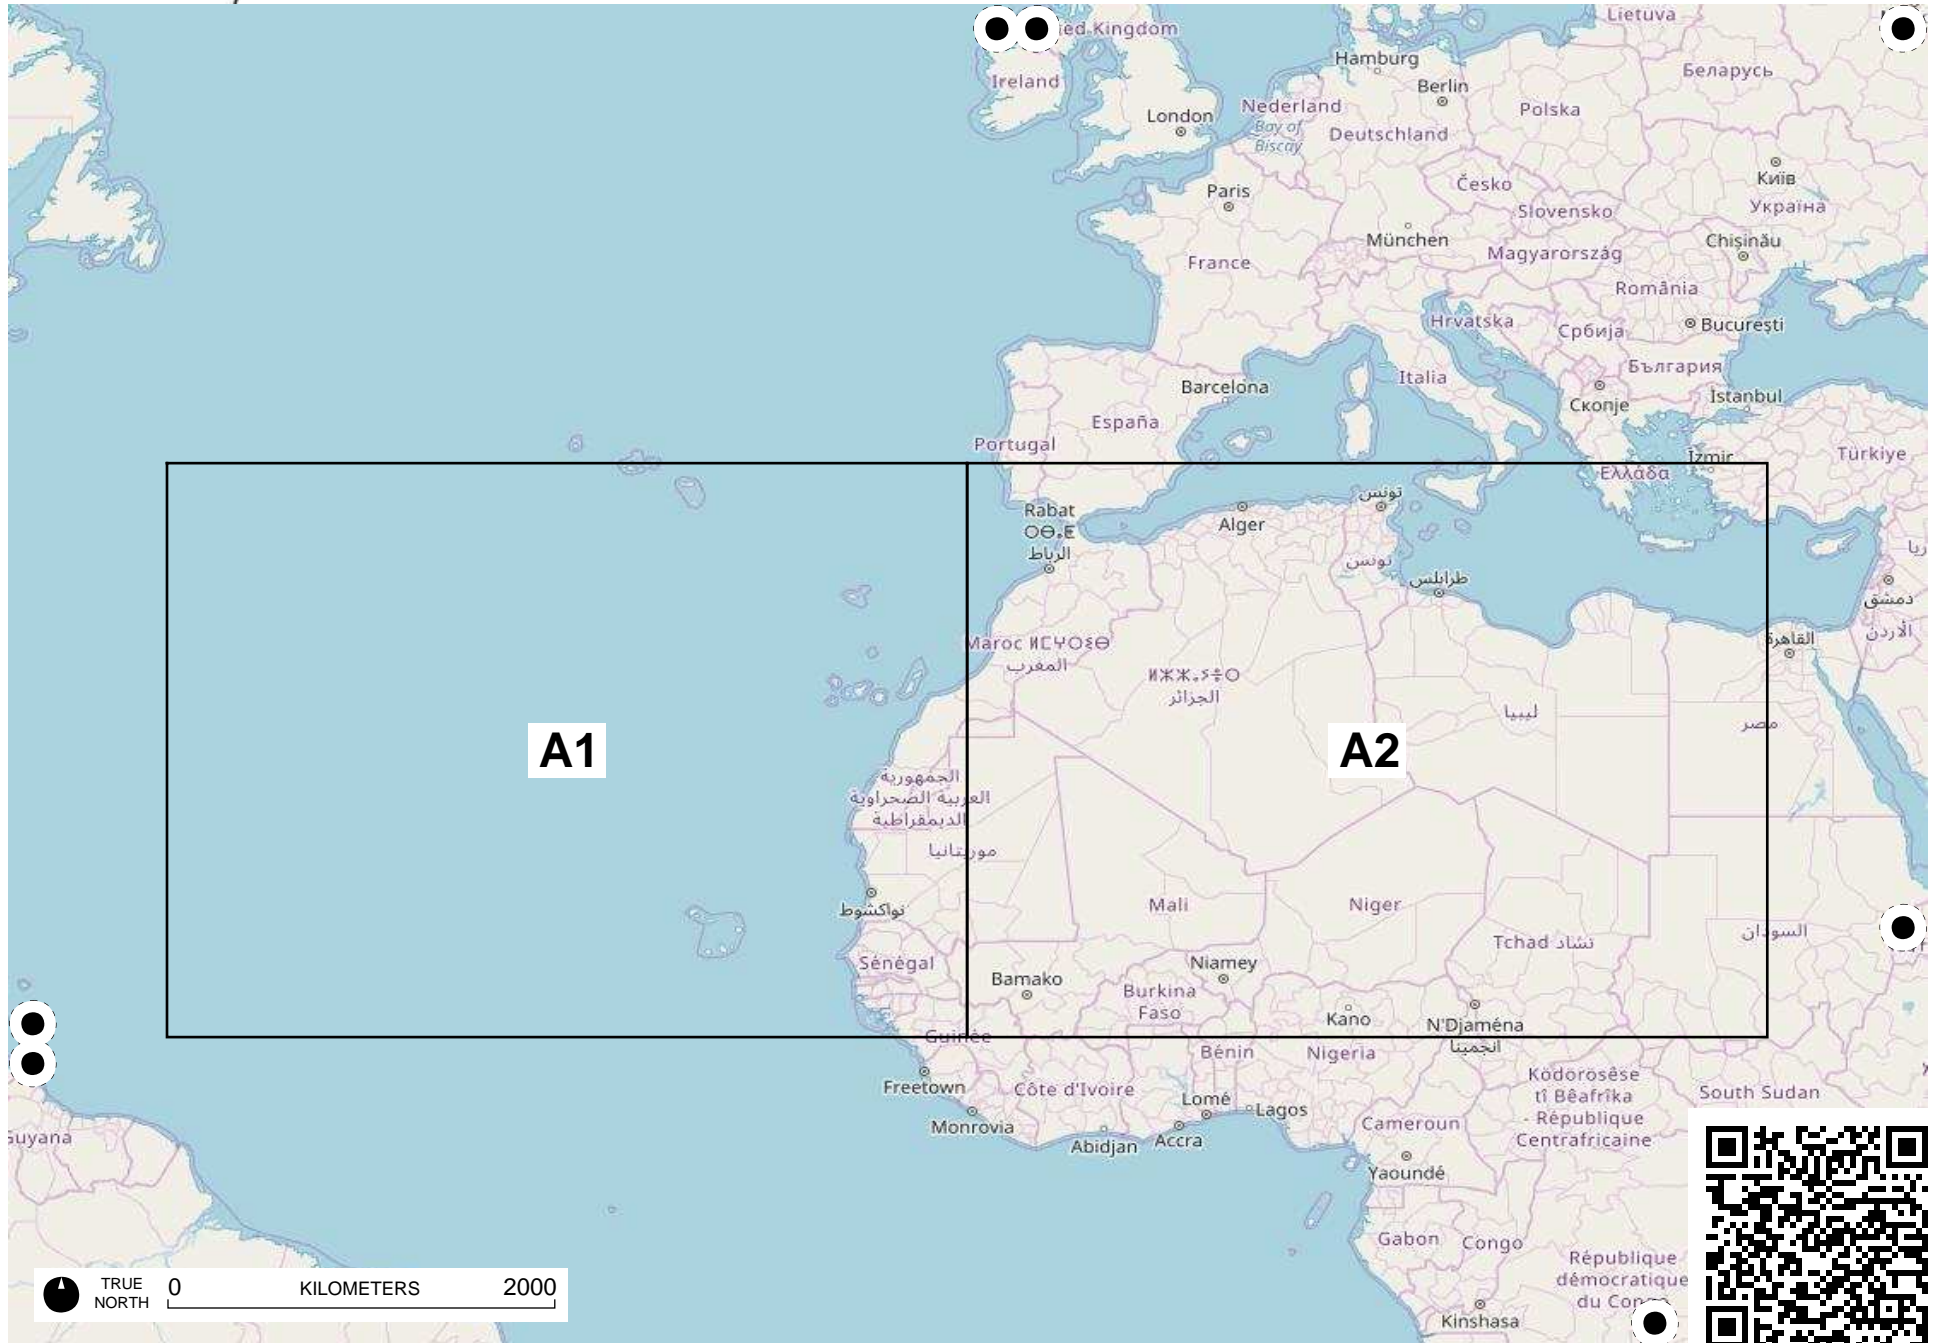 Lietuva
ed Kingdom
Hamburg
Беларусь
Ireland
Berlin
Nederland
Polska
London
Bay of
Biscay
Deutschland
Київ
Česko
Paris
Україна
Slovensko
München
Chișinău
Magyarország
France
România
Hrvatska
Србија
București
България
Italia
Barcelona
İstanbul
Скопје
España
Portugal
Türkiye
İzmir
Ελλάδα
تونس
Rabat
ⵔⴱⴰⵟ
الرباط
Alger
تونس
طرابلس
دمشق
الأردن
القاهرة
Maroc ⵍⵎⵖⵔⵉⴱ
المغرب
ⵍⵣⵣⴰⵢⴻⵔ
الجزائر
ليبيا
مصر
A1
A2
الجمهورية
العربية الصحراوية
الديمقراطية
موريتانيا
نواكشوط
Mali
Niger
Tchad تشاد
السودان
Sénégal
Niamey
Bamako
Burkina
Faso
Kano
N'Djaména
انجمينا
Guinée
Bénin
Nigeria
Freetown
Côte d'Ivoire
Lomé
Lagos
Ködörösêse
tî Bêafrîka
- République
Centrafricaine
South Sudan
Monrovia
Abidjan
Accra
Cameroun
Guyana
Yaoundé
Gabon
Congo
République
démocratique
du Congo
Kinshasa
TRUE
NORTH
0 KILOMETERS 2000